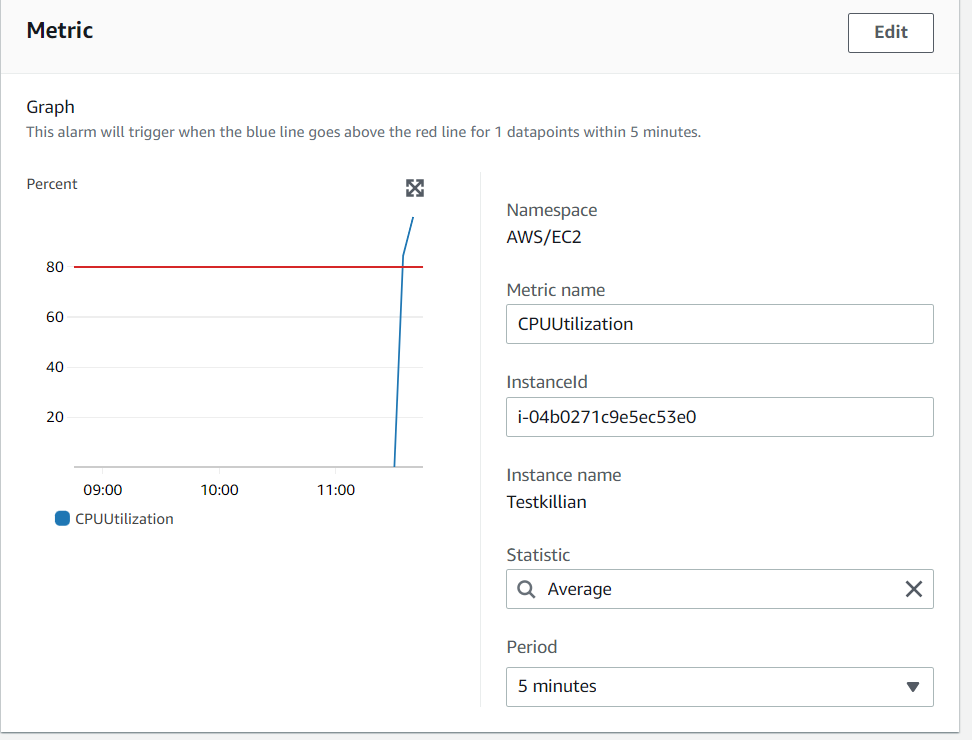 Metric
Edit
Graph
This alarm will trigger when the blue line goes above the red line for 1 datapoints within 5 minutes.
Percent
80
60
40
20
09:00 10:00 11:00
CPUUtilization
Namespace
AWS/EC2
Metric name
CPUUtilization
InstanceId
i-04b0271c9e5ec53e0
Instance name
Testkillian
Statistic
Average
Period
5 minutes